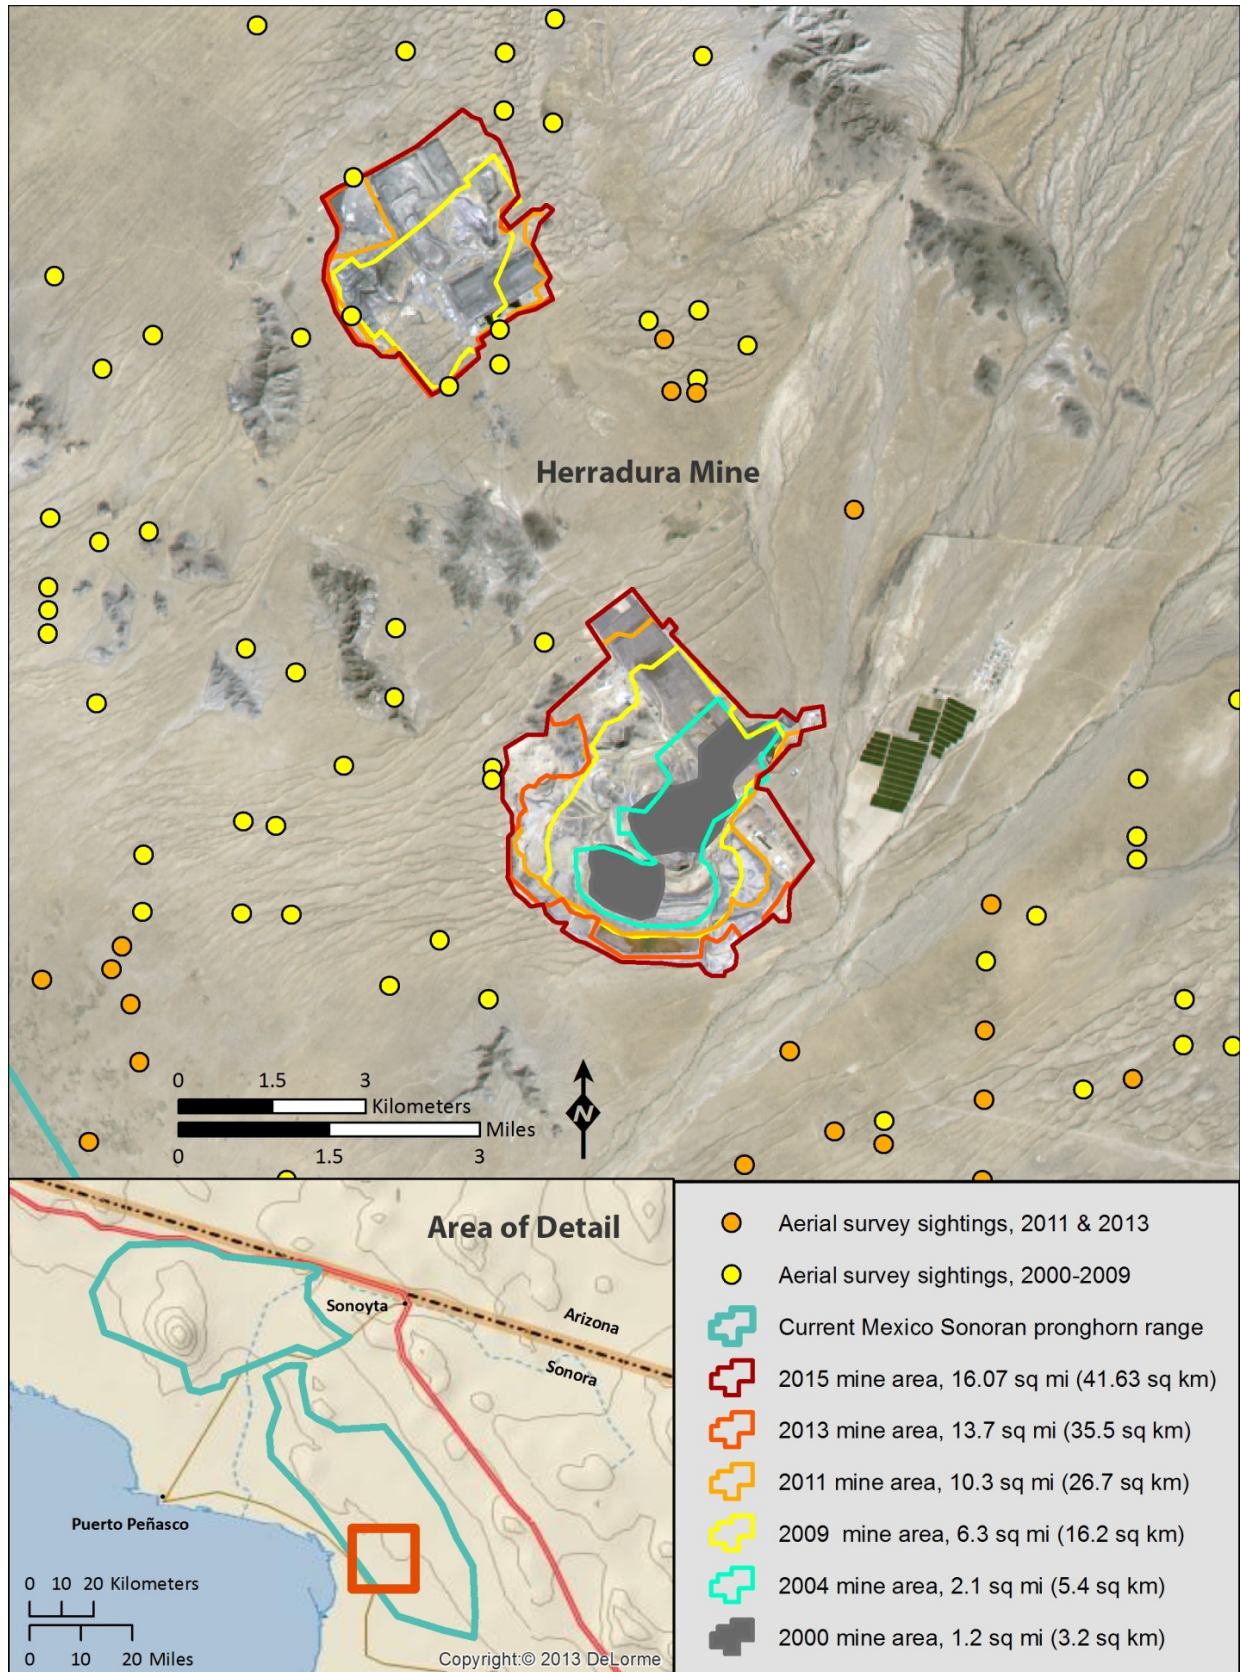 Herradura Mine
0 1.5 3
Kilometers
Miles
0 1.5 3
N
Area of Detail
Sonoyta
Arizona
Sonora
Puerto Peñasco
0 10 20 Kilometers
0 10 20 Miles
Copyright:© 2013 DeLorme
Aerial survey sightings, 2011 & 2013
Aerial survey sightings, 2000-2009
Current Mexico Sonoran pronghorn range
2015 mine area, 16.07 sq mi (41.63 sq km)
2013 mine area, 13.7 sq mi (35.5 sq km)
2011 mine area, 10.3 sq mi (26.7 sq km)
2009 mine area, 6.3 sq mi (16.2 sq km)
2004 mine area, 2.1 sq mi (5.4 sq km)
2000 mine area, 1.2 sq mi (3.2 sq km)